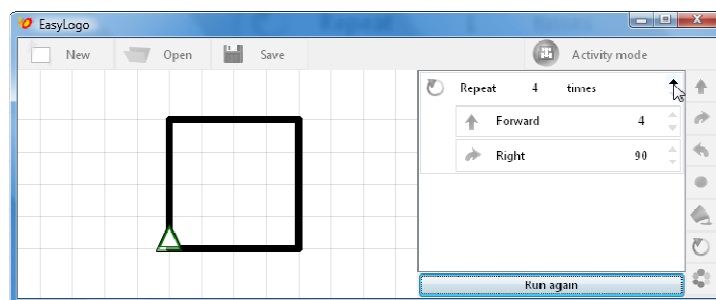 EasyLogo
New Open Save Activity mode
Repeat 4 times
Forward 4
Right 90
Run again